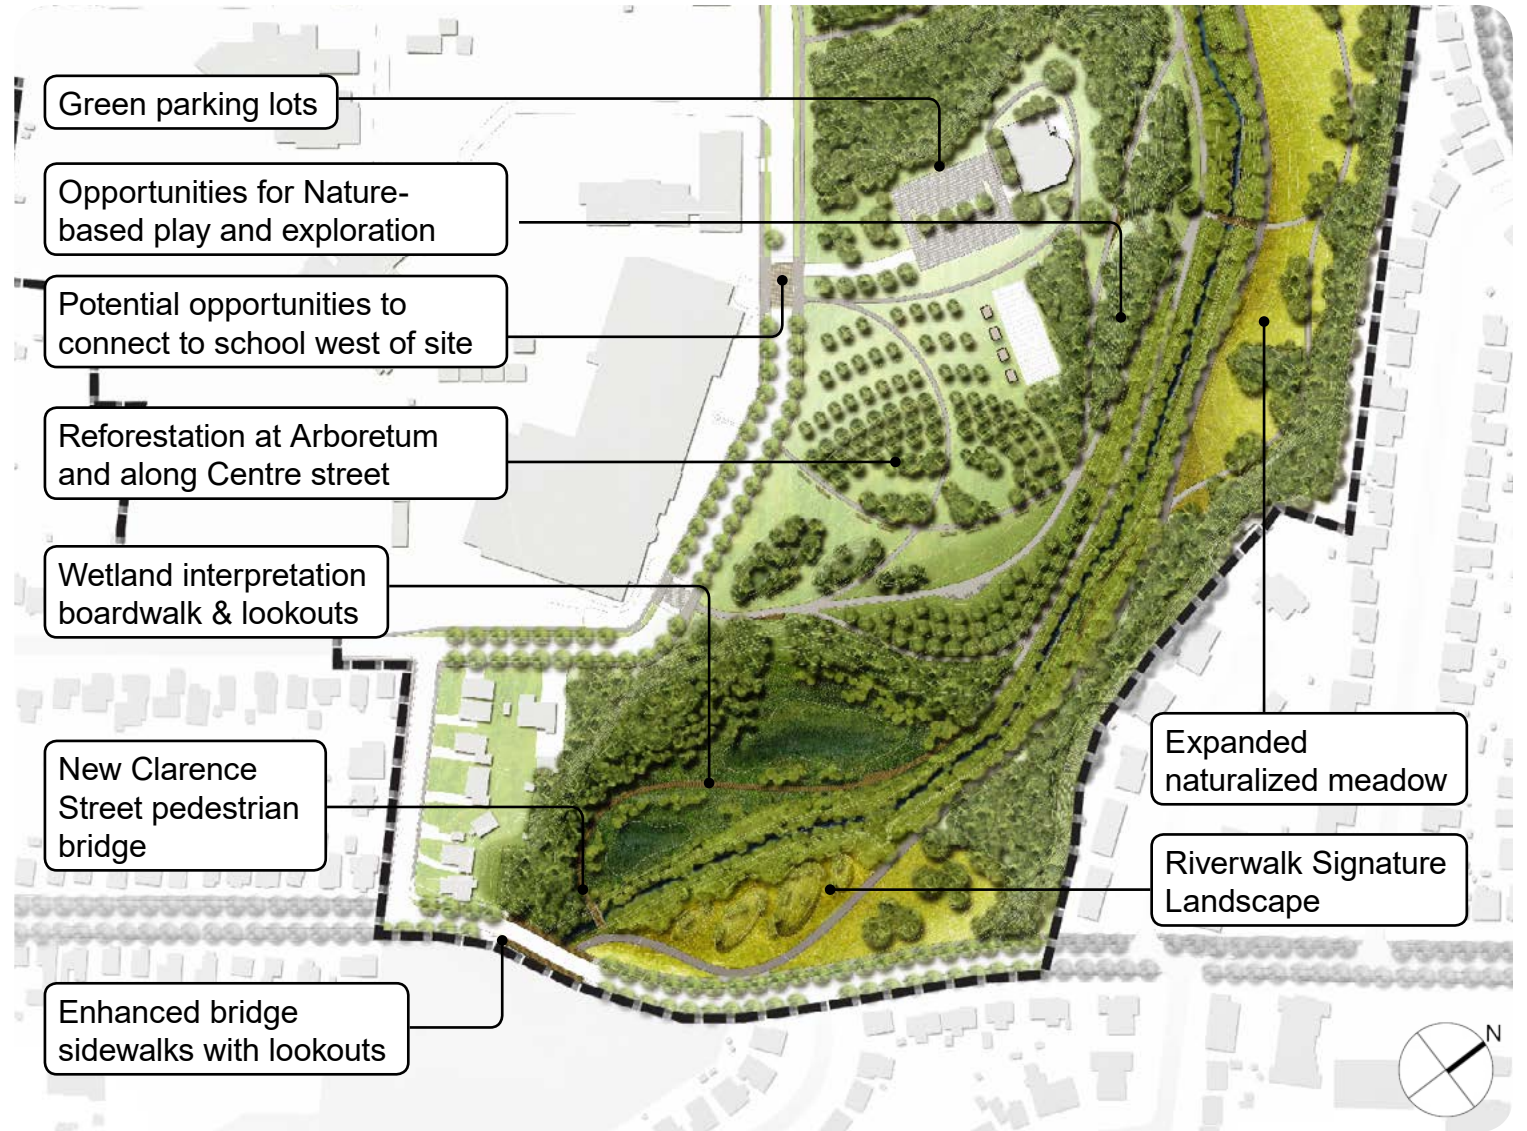 Green parking lots
Opportunities for Nature-
based play and exploration
Potential opportunities to
connect to school west of site
Reforestation at Arboretum
and along Centre street
Wetland interpretation
boardwalk & lookouts
New Clarence
Street pedestrian
bridge
Enhanced bridge
sidewalks with lookouts
Expanded
naturalized meadow
Riverwalk Signature
Landscape
N